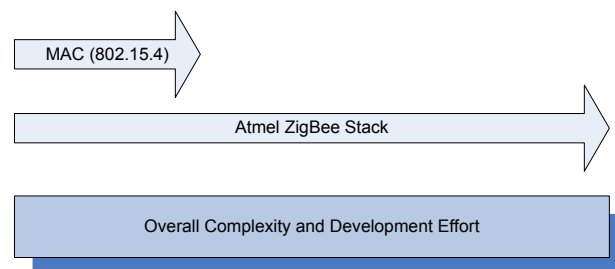 MAC (802.15.4)
Atmel ZigBee Stack
Overall Complexity and Development Effort